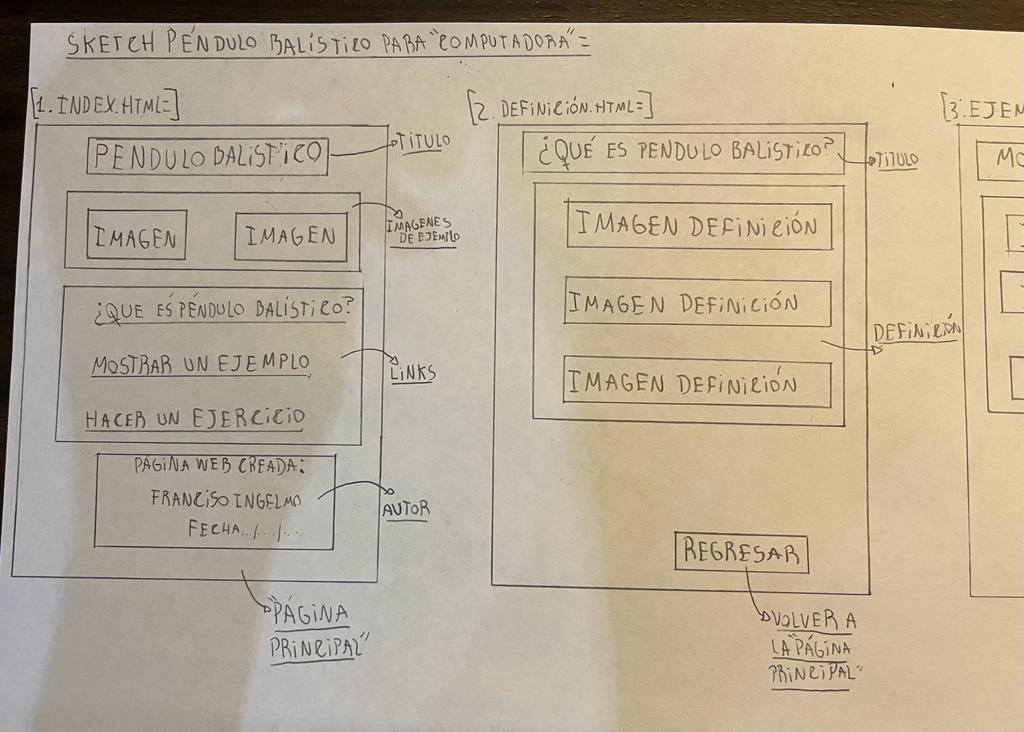 SKETCH PÉNDULO BALÍSTICO PARA "COMPUTADORA"=
[1. INDEX.HTML=]
PENDULO BALÍSTICO
TITULO
IMAGEN
IMAGEN
IMAGENES
DE EJEMPLO
¿QUE ES PÉNDULO BALÍSTICO?
MOSTRAR UN EJEMPLO
LINKS
HACER UN EJERCICIO
PÁGINA WEB CREADA:
FRANCISO INGELMO
FECHA.../..../...
AUTOR
"PÁGINA
PRINCIPAL"
[2. DEFINICIÓN.HTML=]
¿QUÉ ES PENDULO BALÍSTICO?
TITULO
IMAGEN DEFINICIÓN
IMAGEN DEFINICIÓN
DEFINICIÓN
IMAGEN DEFINICIÓN
REGRESAR
VOLVER A
LA "PÁGINA
PRINCIPAL"
[3. EJEM
MO